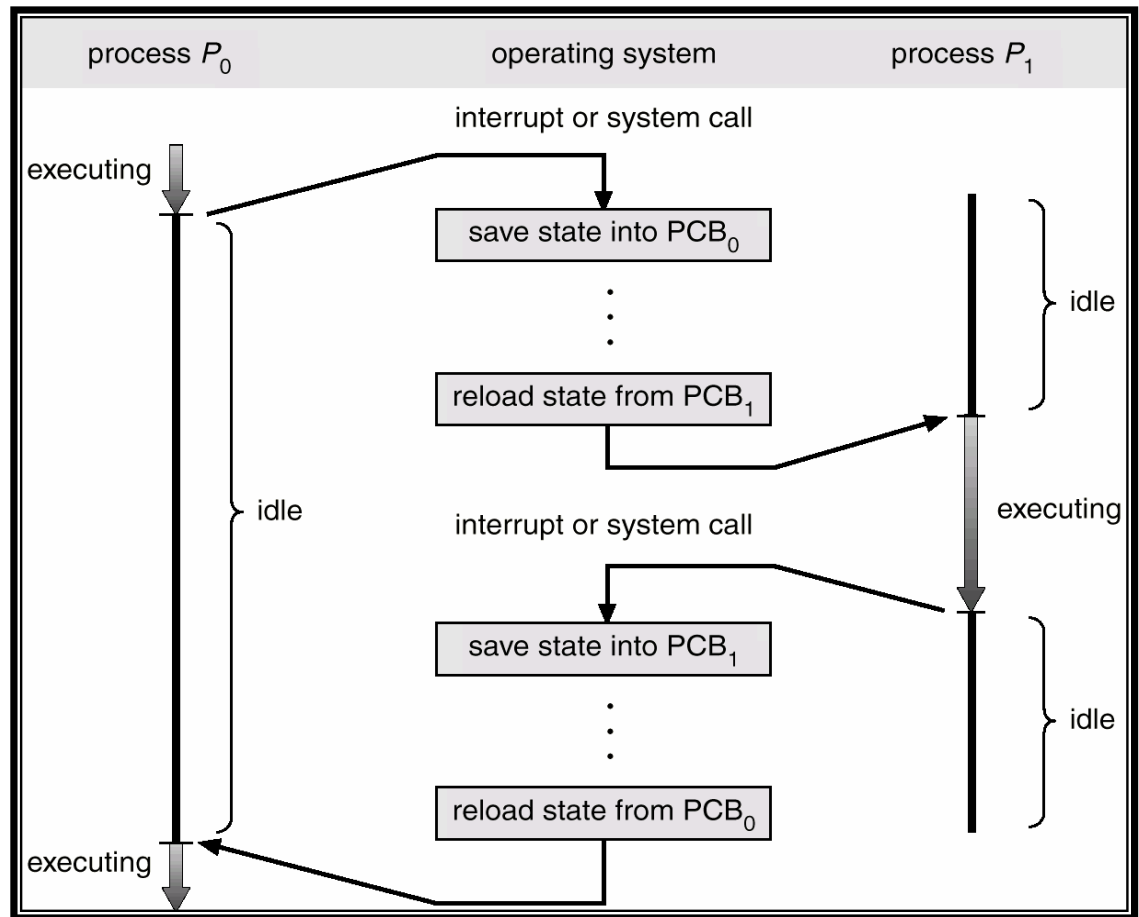 process P0
operating system
process P1
interrupt or system call
executing
save state into PCB0
idle
reload state from PCB1
idle
executing
interrupt or system call
save state into PCB1
idle
reload state from PCB0
executing